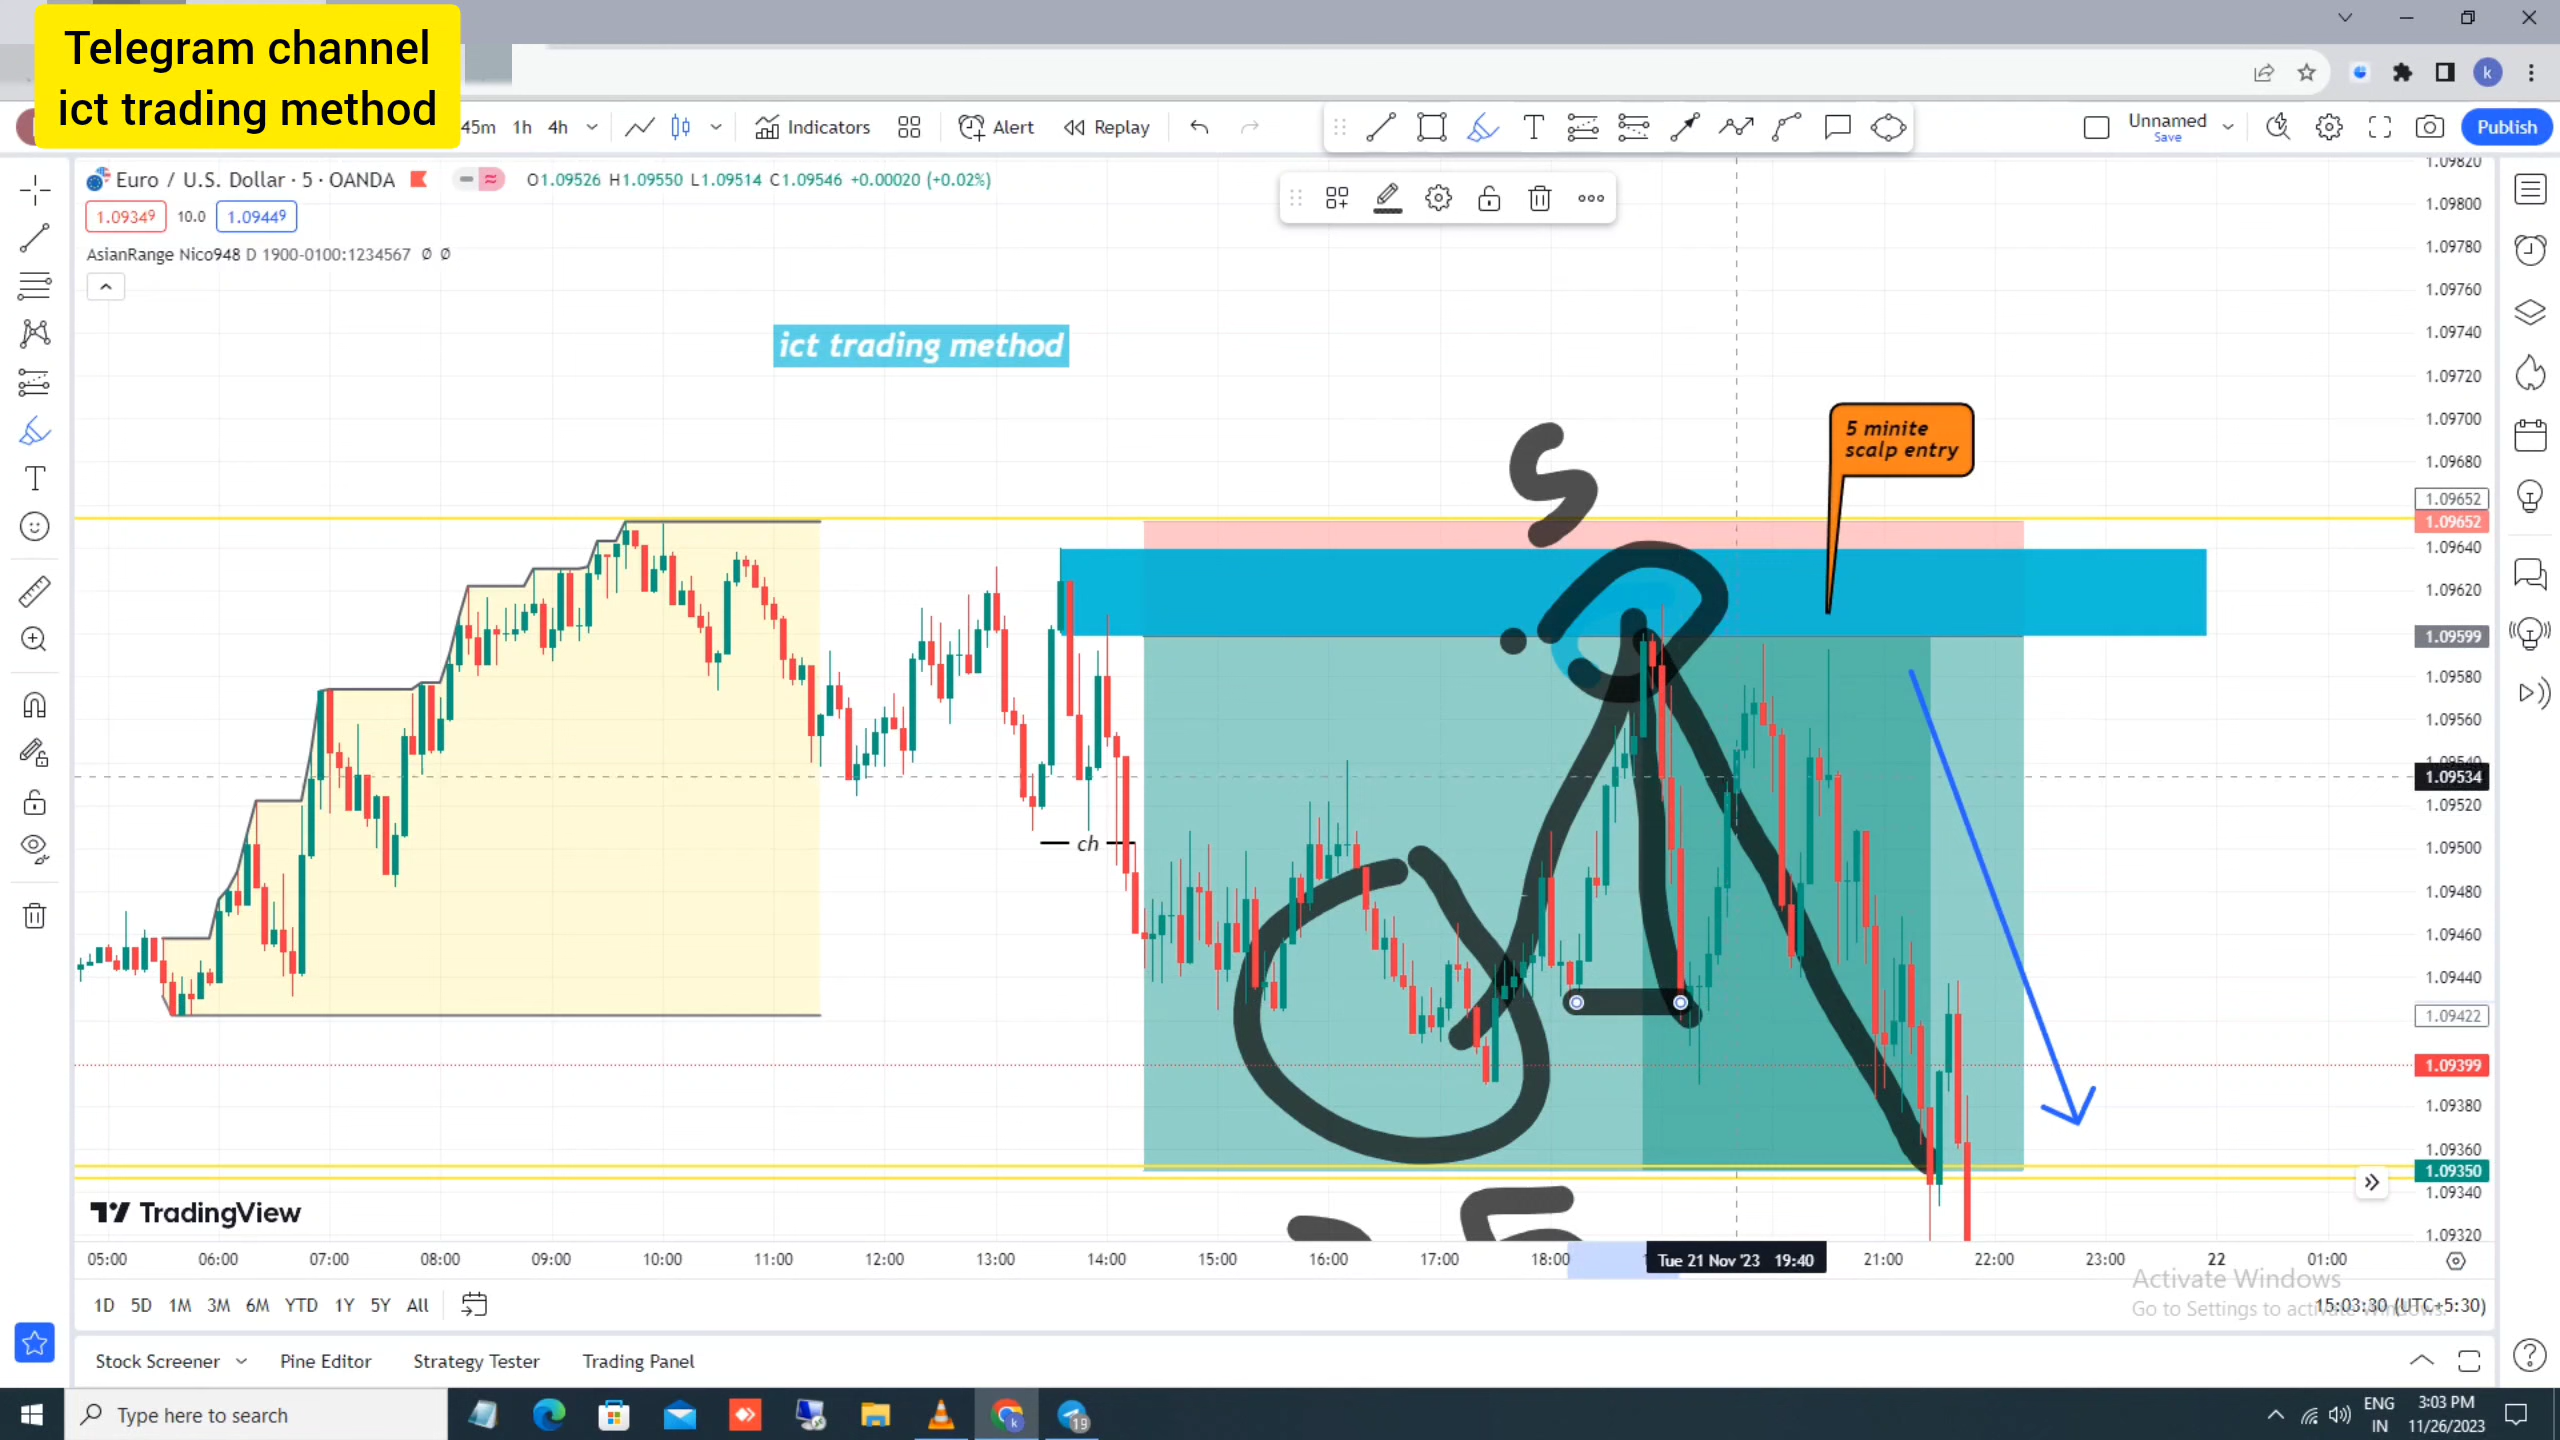 Telegram channel
ict trading method
45m 1h 4h Indicators Alert Replay Unnamed Save Publish
Euro / U.S. Dollar · 5 · OANDA O1.09526 H1.09550 L1.09514 C1.09546 +0.00020 (+0.02%)
1.09349 10.0 1.09449
AsianRange Nico948 D 1900-0100:1234567 ∅ ∅
ict trading method
5 minite
scalp entry
S
ch
1.09820
1.09800
1.09780
1.09760
1.09740
1.09720
1.09700
1.09680
1.09652
1.09652
1.09640
1.09620
1.09599
1.09580
1.09560
1.09540
1.09534
1.09520
1.09500
1.09480
1.09460
1.09440
1.09422
1.09399
1.09380
1.09360
1.09350
1.09340
1.09320
TradingView
05:00 06:00 07:00 08:00 09:00 10:00 11:00 12:00 13:00 14:00 15:00 16:00 17:00 18:00 Tue 21 Nov '23 19:40 21:00 22:00 23:00 22 01:00
Activate Windows
Go to Settings to activate Windows.
1D 5D 1M 3M 6M YTD 1Y 5Y All 15:03:30 (UTC+5:30)
Stock Screener Pine Editor Strategy Tester Trading Panel
Type here to search
19
ENG
IN
3:03 PM
11/26/2023